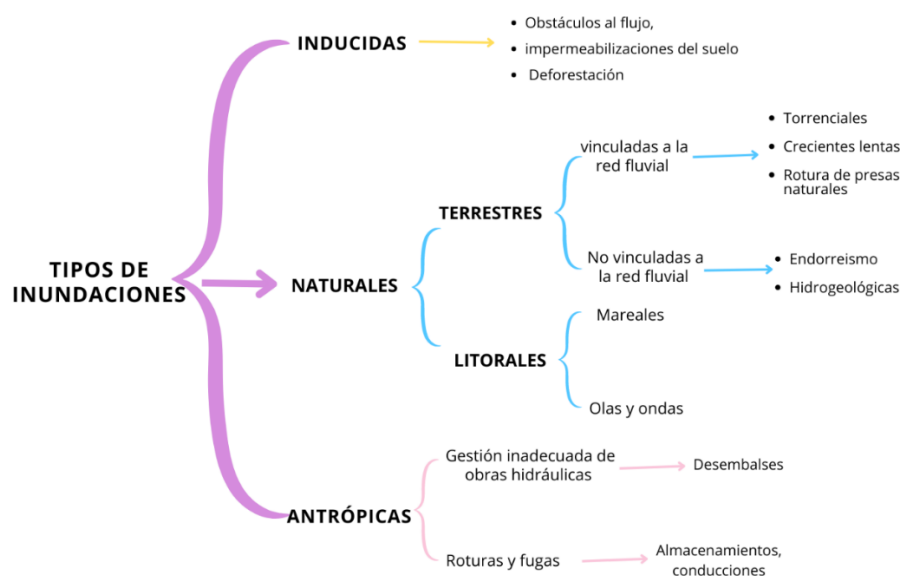 INDUCIDAS
• Obstáculos al flujo,
• impermeabilizaciones del suelo
• Deforestación
TIPOS DE
INUNDACIONES
NATURALES
TERRESTRES
vinculadas a la
red fluvial
• Torrenciales
• Crecientes lentas
• Rotura de presas
naturales
No vinculadas a
la red fluvial
• Endorreismo
• Hidrogeológicas
LITORALES
Mareales
Olas y ondas
ANTRÓPICAS
Gestión inadecuada de
obras hidráulicas
Desembalses
Roturas y fugas
Almacenamientos,
conducciones